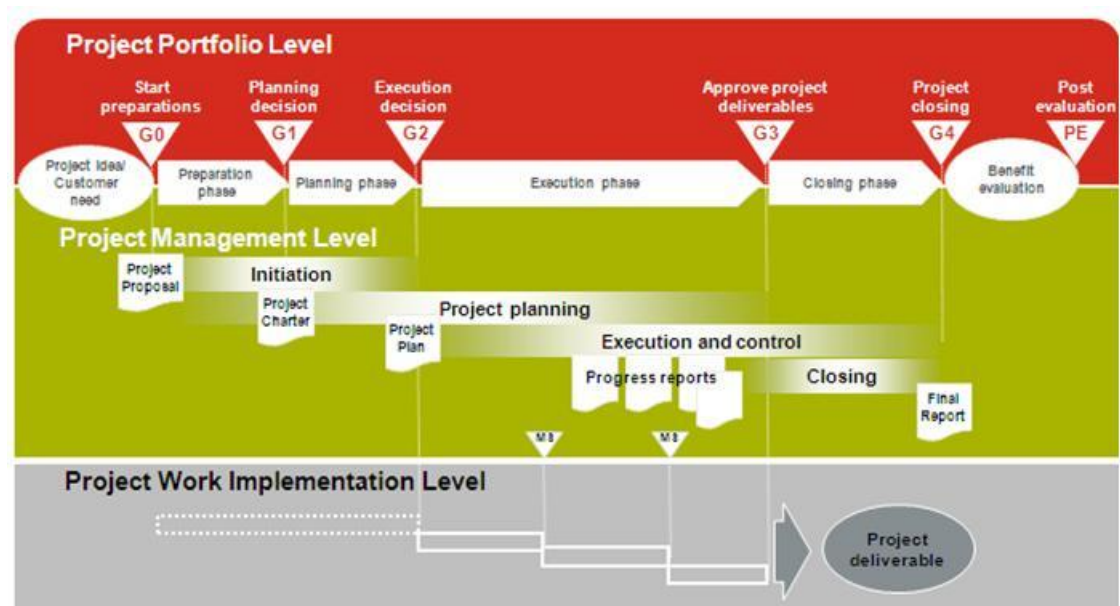 Project Portfolio Level
Start
preparations
Planning
decision
Execution
decision
Approve project
deliverables
Project
closing
Post
evaluation
G0
G1
G2
G3
G4
PE
Project Idea/
Customer
need
Preparation
phase
Planning phase
Execution phase
Closing phase
Benefit
evaluation
Project Management Level
Project
Proposal
Initiation
Project
Charter
Project planning
Project
Plan
Execution and control
Progress reports
Closing
Final
Report
MS
MS
Project Work Implementation Level
Project
deliverable